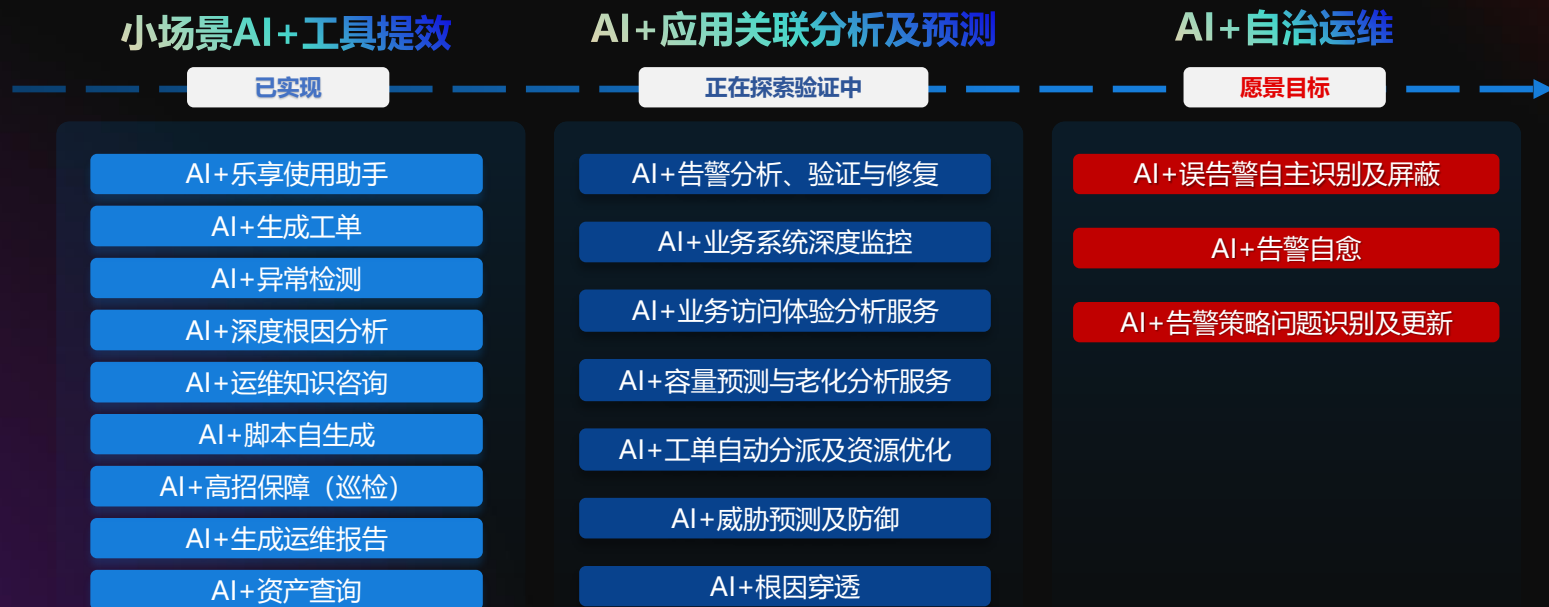 小场景AI+工具提效
已实现
AI+乐享使用助手
AI+生成工单
AI+异常检测
AI+深度根因分析
AI+运维知识咨询
AI+脚本自生成
AI+高招保障（巡检）
AI+生成运维报告
AI+资产查询
AI+应用关联分析及预测
正在探索验证中
AI+告警分析、验证与修复
AI+业务系统深度监控
AI+业务访问体验分析服务
AI+容量预测与老化分析服务
AI+工单自动分派及资源优化
AI+威胁预测及防御
AI+根因穿透
AI+自治运维
愿景目标
AI+误告警自主识别及屏蔽
AI+告警自愈
AI+告警策略问题识别及更新